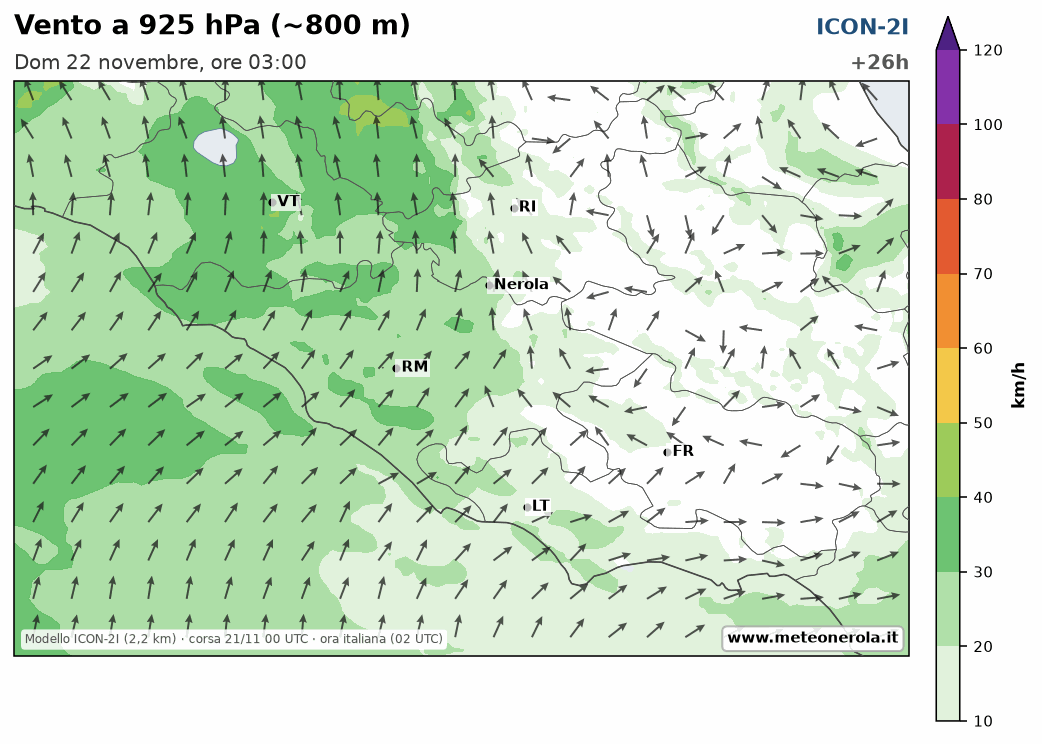 Vento a 925 hPa (~800 m)
ICON-2I
Dom 22 novembre, ore 03:00
+26h
120
100
80
70
60
50
40
30
20
10
km/h
VT
RI
Nerola
RM
FR
LT
Modello ICON-2I (2,2 km) · corsa 21/11 00 UTC · ora italiana (02 UTC)
www.meteonerola.it